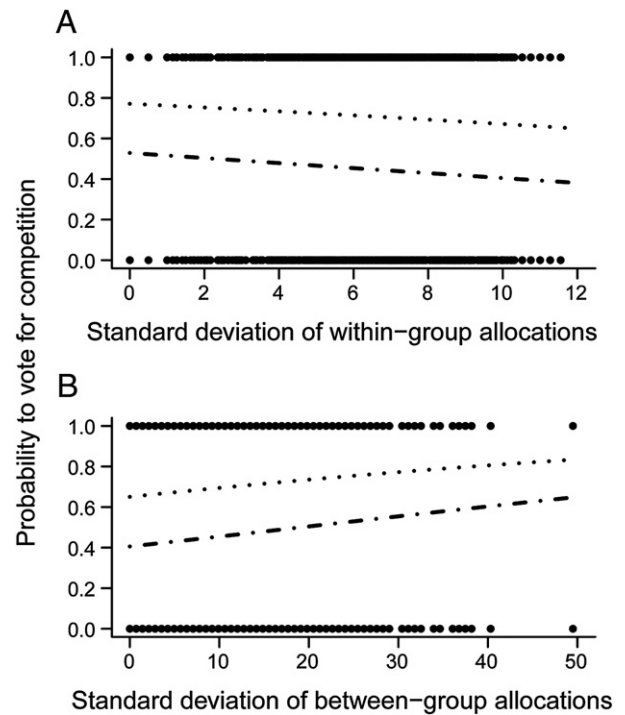 A
1.0
0.8
0.6
0.4
0.2
0.0
0 2 4 6 8 10 12
Standard deviation of within−group allocations
Probability to vote for competition
B
1.0
0.8
0.6
0.4
0.2
0.0
0 10 20 30 40 50
Standard deviation of between−group allocations